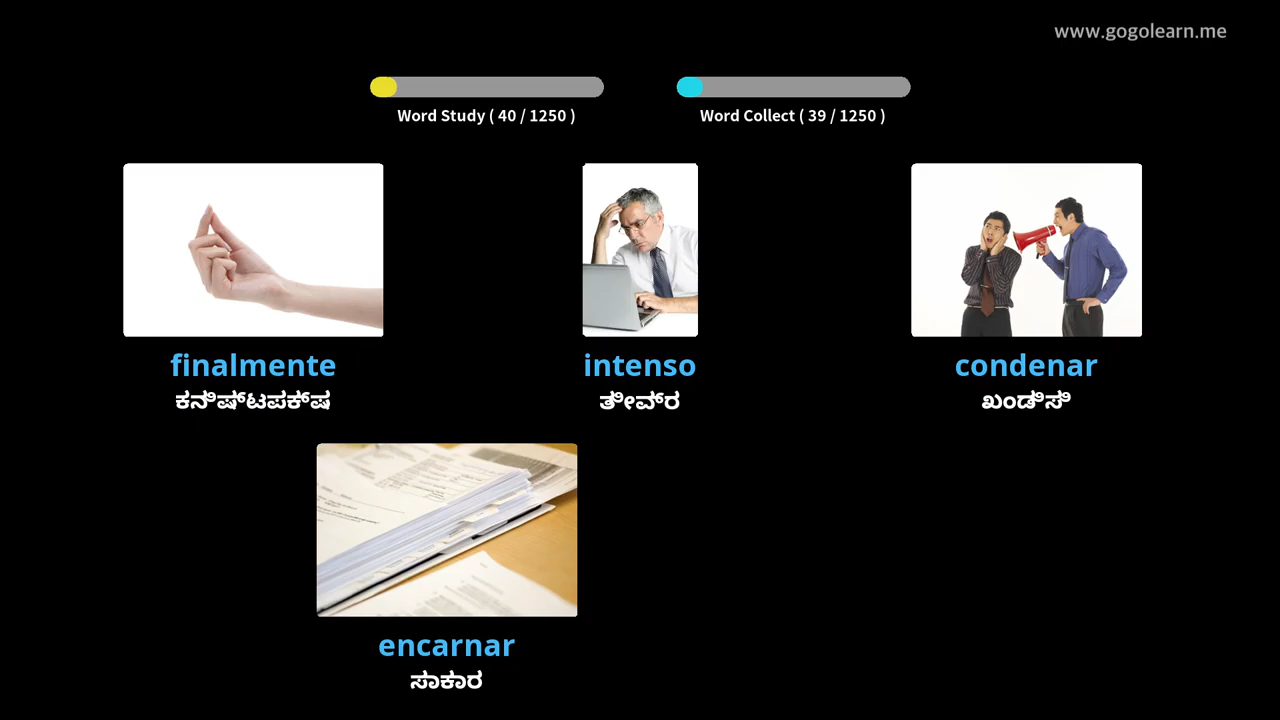 www.gogolearn.me
Word Study ( 40 / 1250 )
Word Collect ( 39 / 1250 )
finalmente
ಕನಿಷ್ಟಪಕ್ಷ
intenso
ತೀವ್ರ
condenar
ಖಂಡಿಸಿ
encarnar
ಸಾಕಾರ